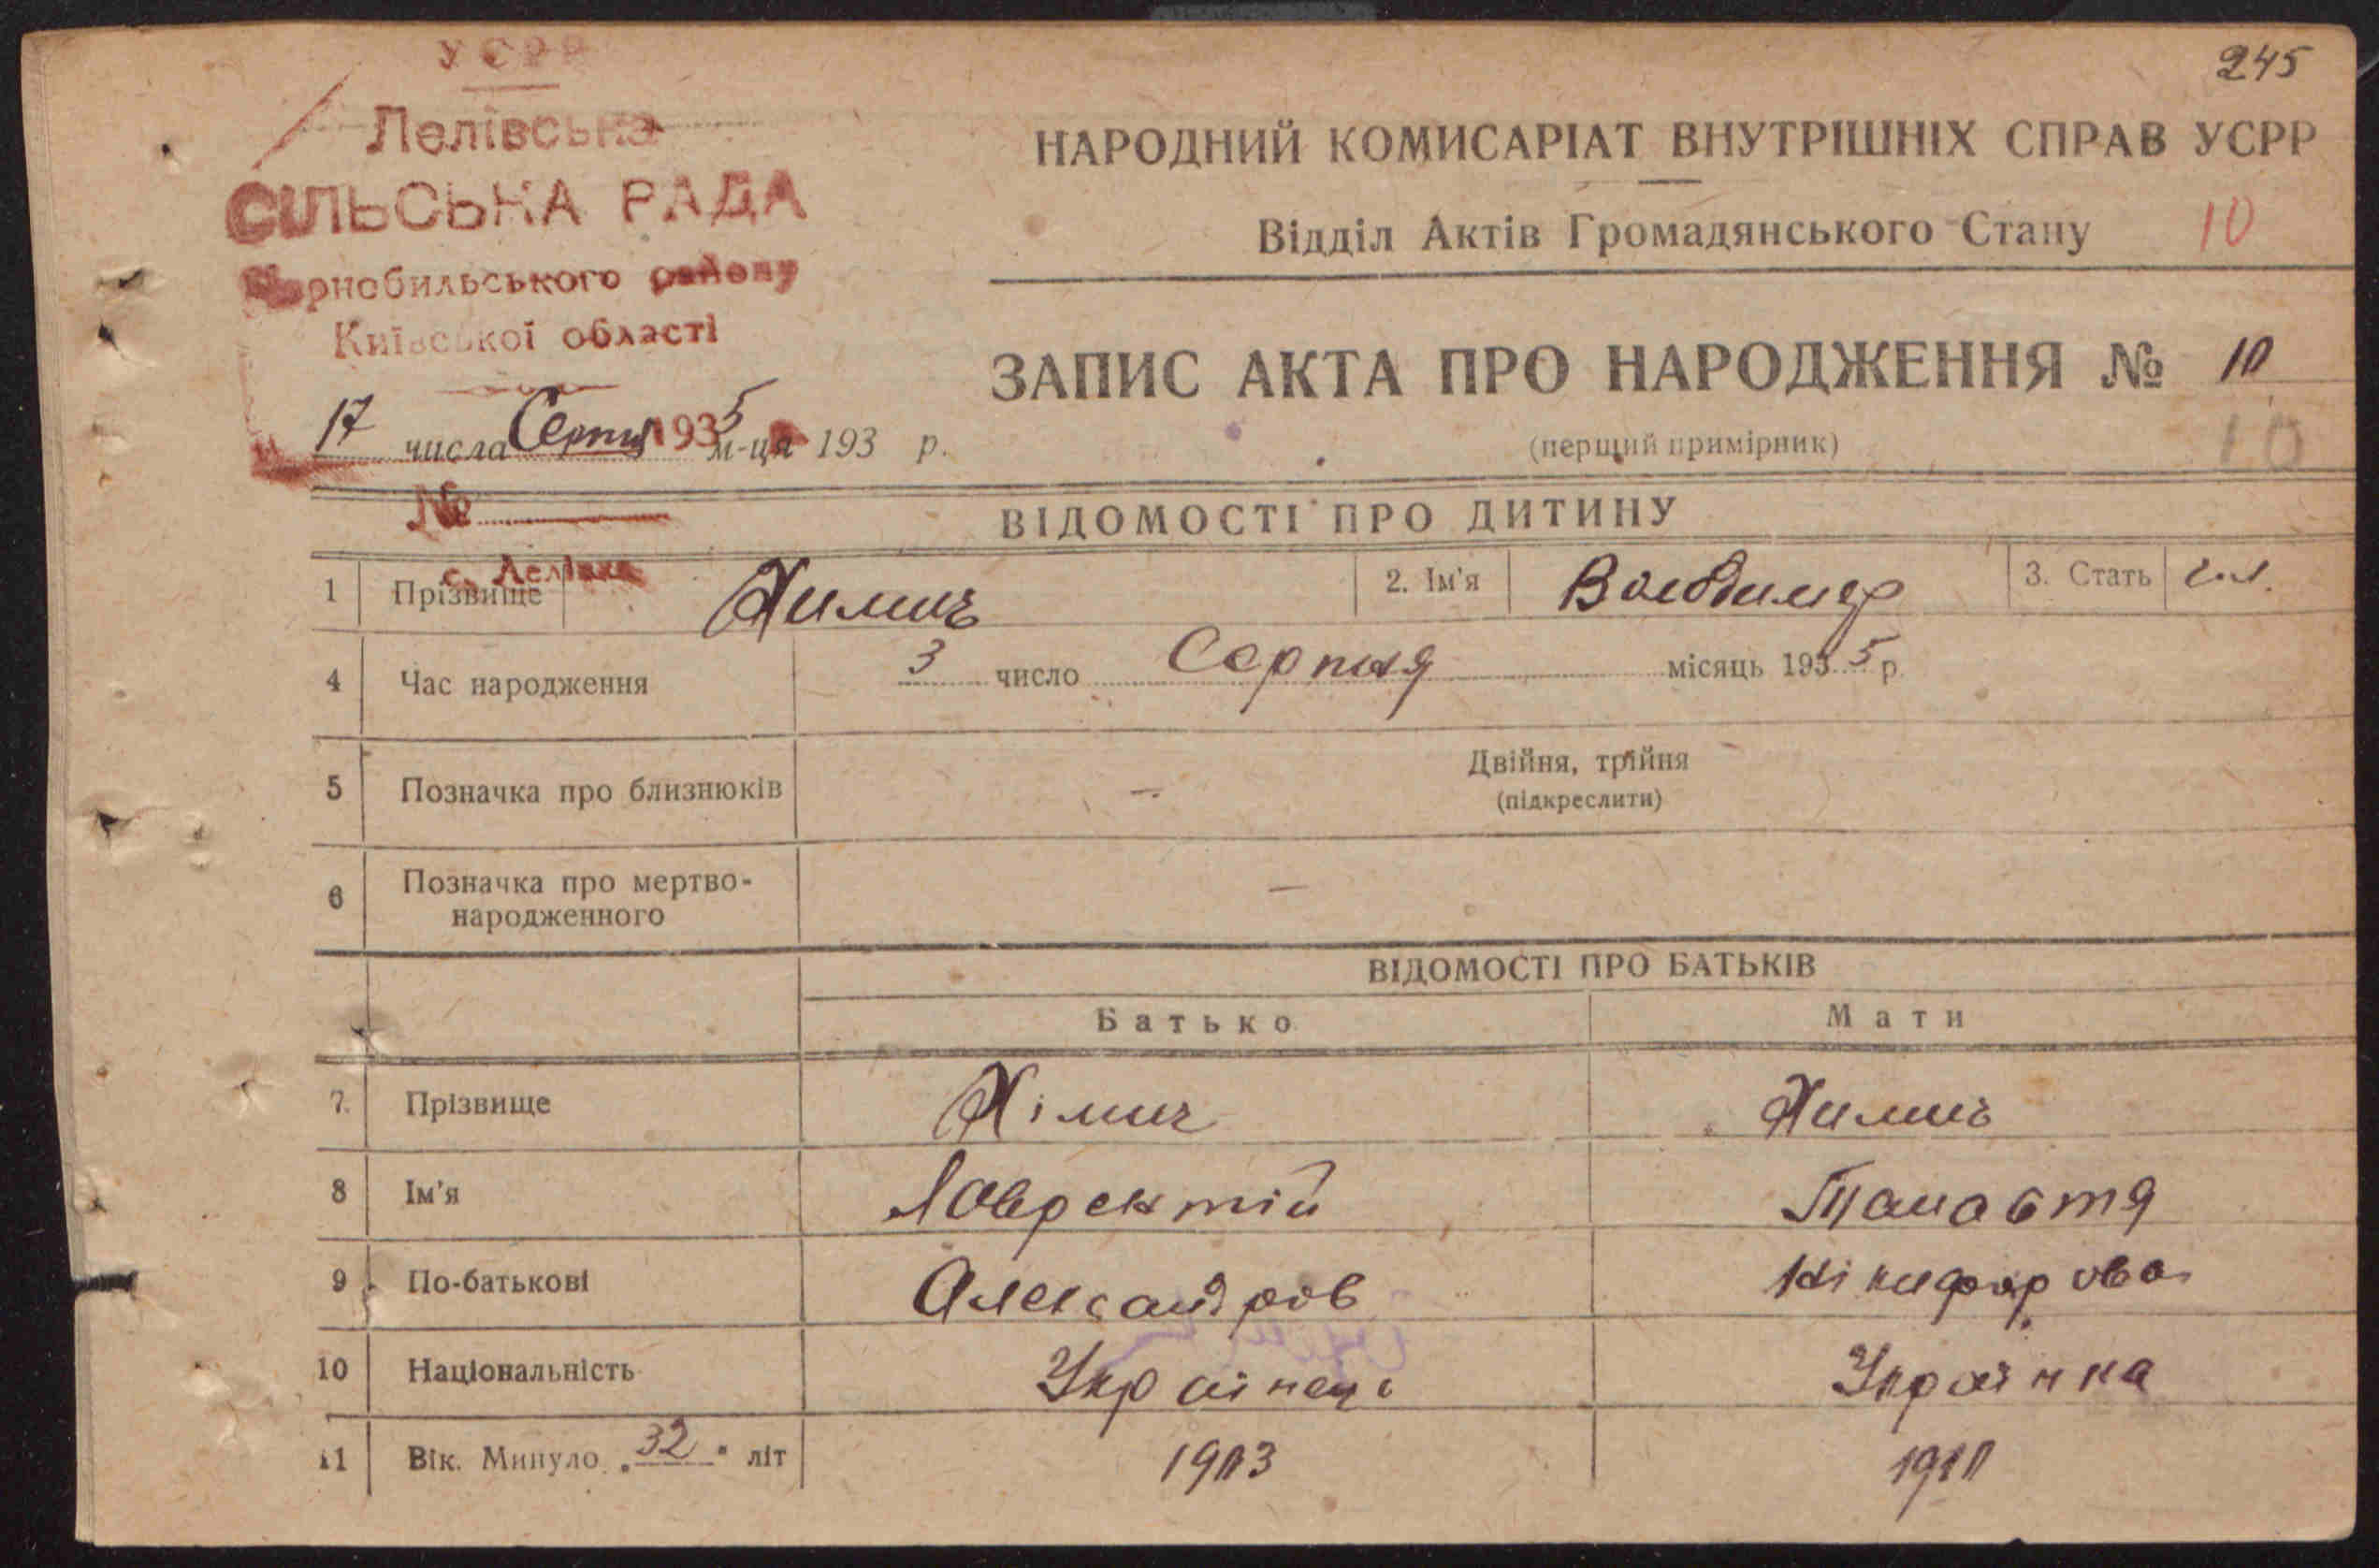 245
УСРР
Лелівська
СІЛЬСЬКА РАДА
Чорнобильського району
Київської області
17 числа Серпня 1935 м-ця 193 р.
№
с. Лелівка
НАРОДНИЙ КОМИСАРІАТ ВНУТРІШНІХ СПРАВ УСРР
Відділ Актів Громадянського Стану 10
ЗАПИС АКТА ПРО НАРОДЖЕННЯ № 10
(перший примірник) 10
ВІДОМОСТІ ПРО ДИТИНУ
1 Прізвище Химич 2. Ім'я Володимер 3. Стать ч.
4 Час народження 3 число Серпня місяць 1935 р.
5 Позначка про близнюків — Двійня, трійня
(підкреслити)
6 Позначка про мертво-
народженного —
ВІДОМОСТІ ПРО БАТЬКІВ
Батько Мати
7. Прізвище Хімич Химич
8 Ім'я Лаврентій
9 По-батькові Александров Нікифорова
10 Національність Українець Українка
11 Вік. Минуло „32" літ 1903 1910